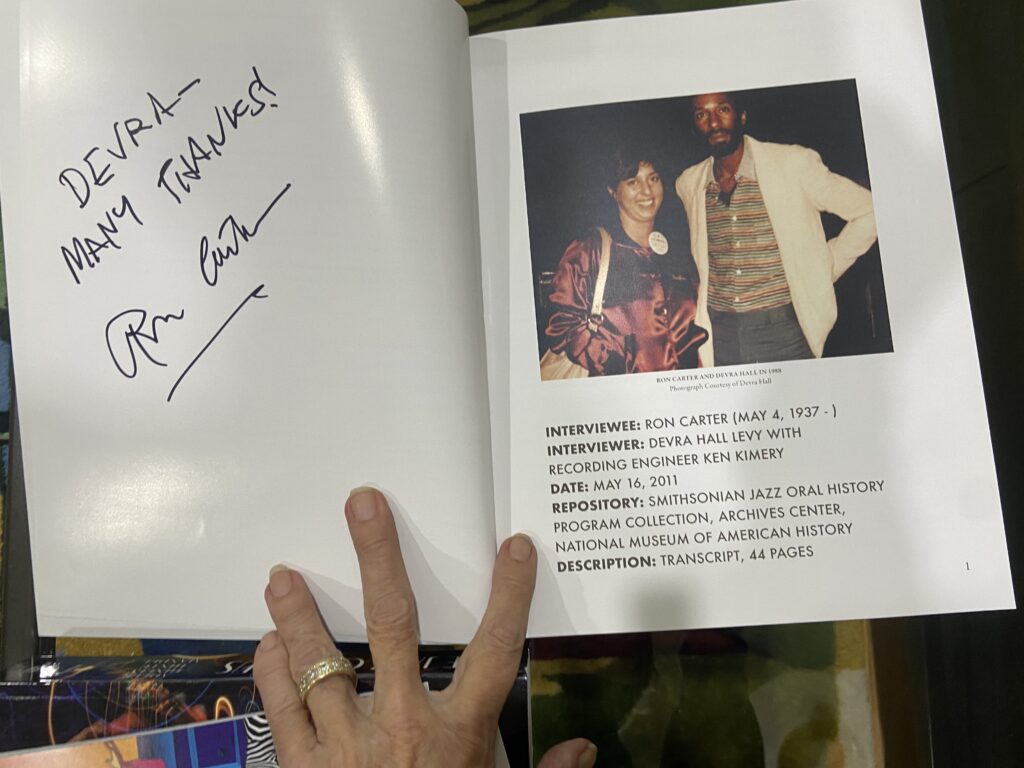 DEVRA—
MANY THANKS!
Ron Carter
RON CARTER AND DEVRA HALL IN 1988
Photograph Courtesy of Devra Hall
INTERVIEWEE: RON CARTER (MAY 4, 1937 - )
INTERVIEWER: DEVRA HALL LEVY WITH
RECORDING ENGINEER KEN KIMERY
DATE: MAY 16, 2011
REPOSITORY: SMITHSONIAN JAZZ ORAL HISTORY
PROGRAM COLLECTION, ARCHIVES CENTER,
NATIONAL MUSEUM OF AMERICAN HISTORY
DESCRIPTION: TRANSCRIPT, 44 PAGES
1